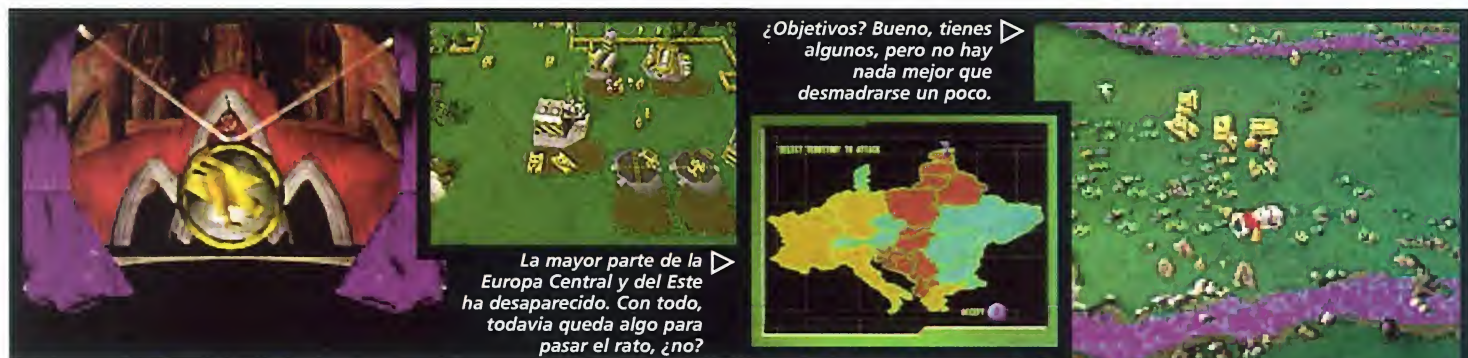 ¿Objetivos? Bueno, tienes
algunos, pero no hay
nada mejor que
desmadrarse un poco.
SELECT TERRITORY TO ATTACK
ACCEPT
La mayor parte de la
Europa Central y del Este
ha desaparecido. Con todo,
todavia queda algo para
pasar el rato, ¿no?